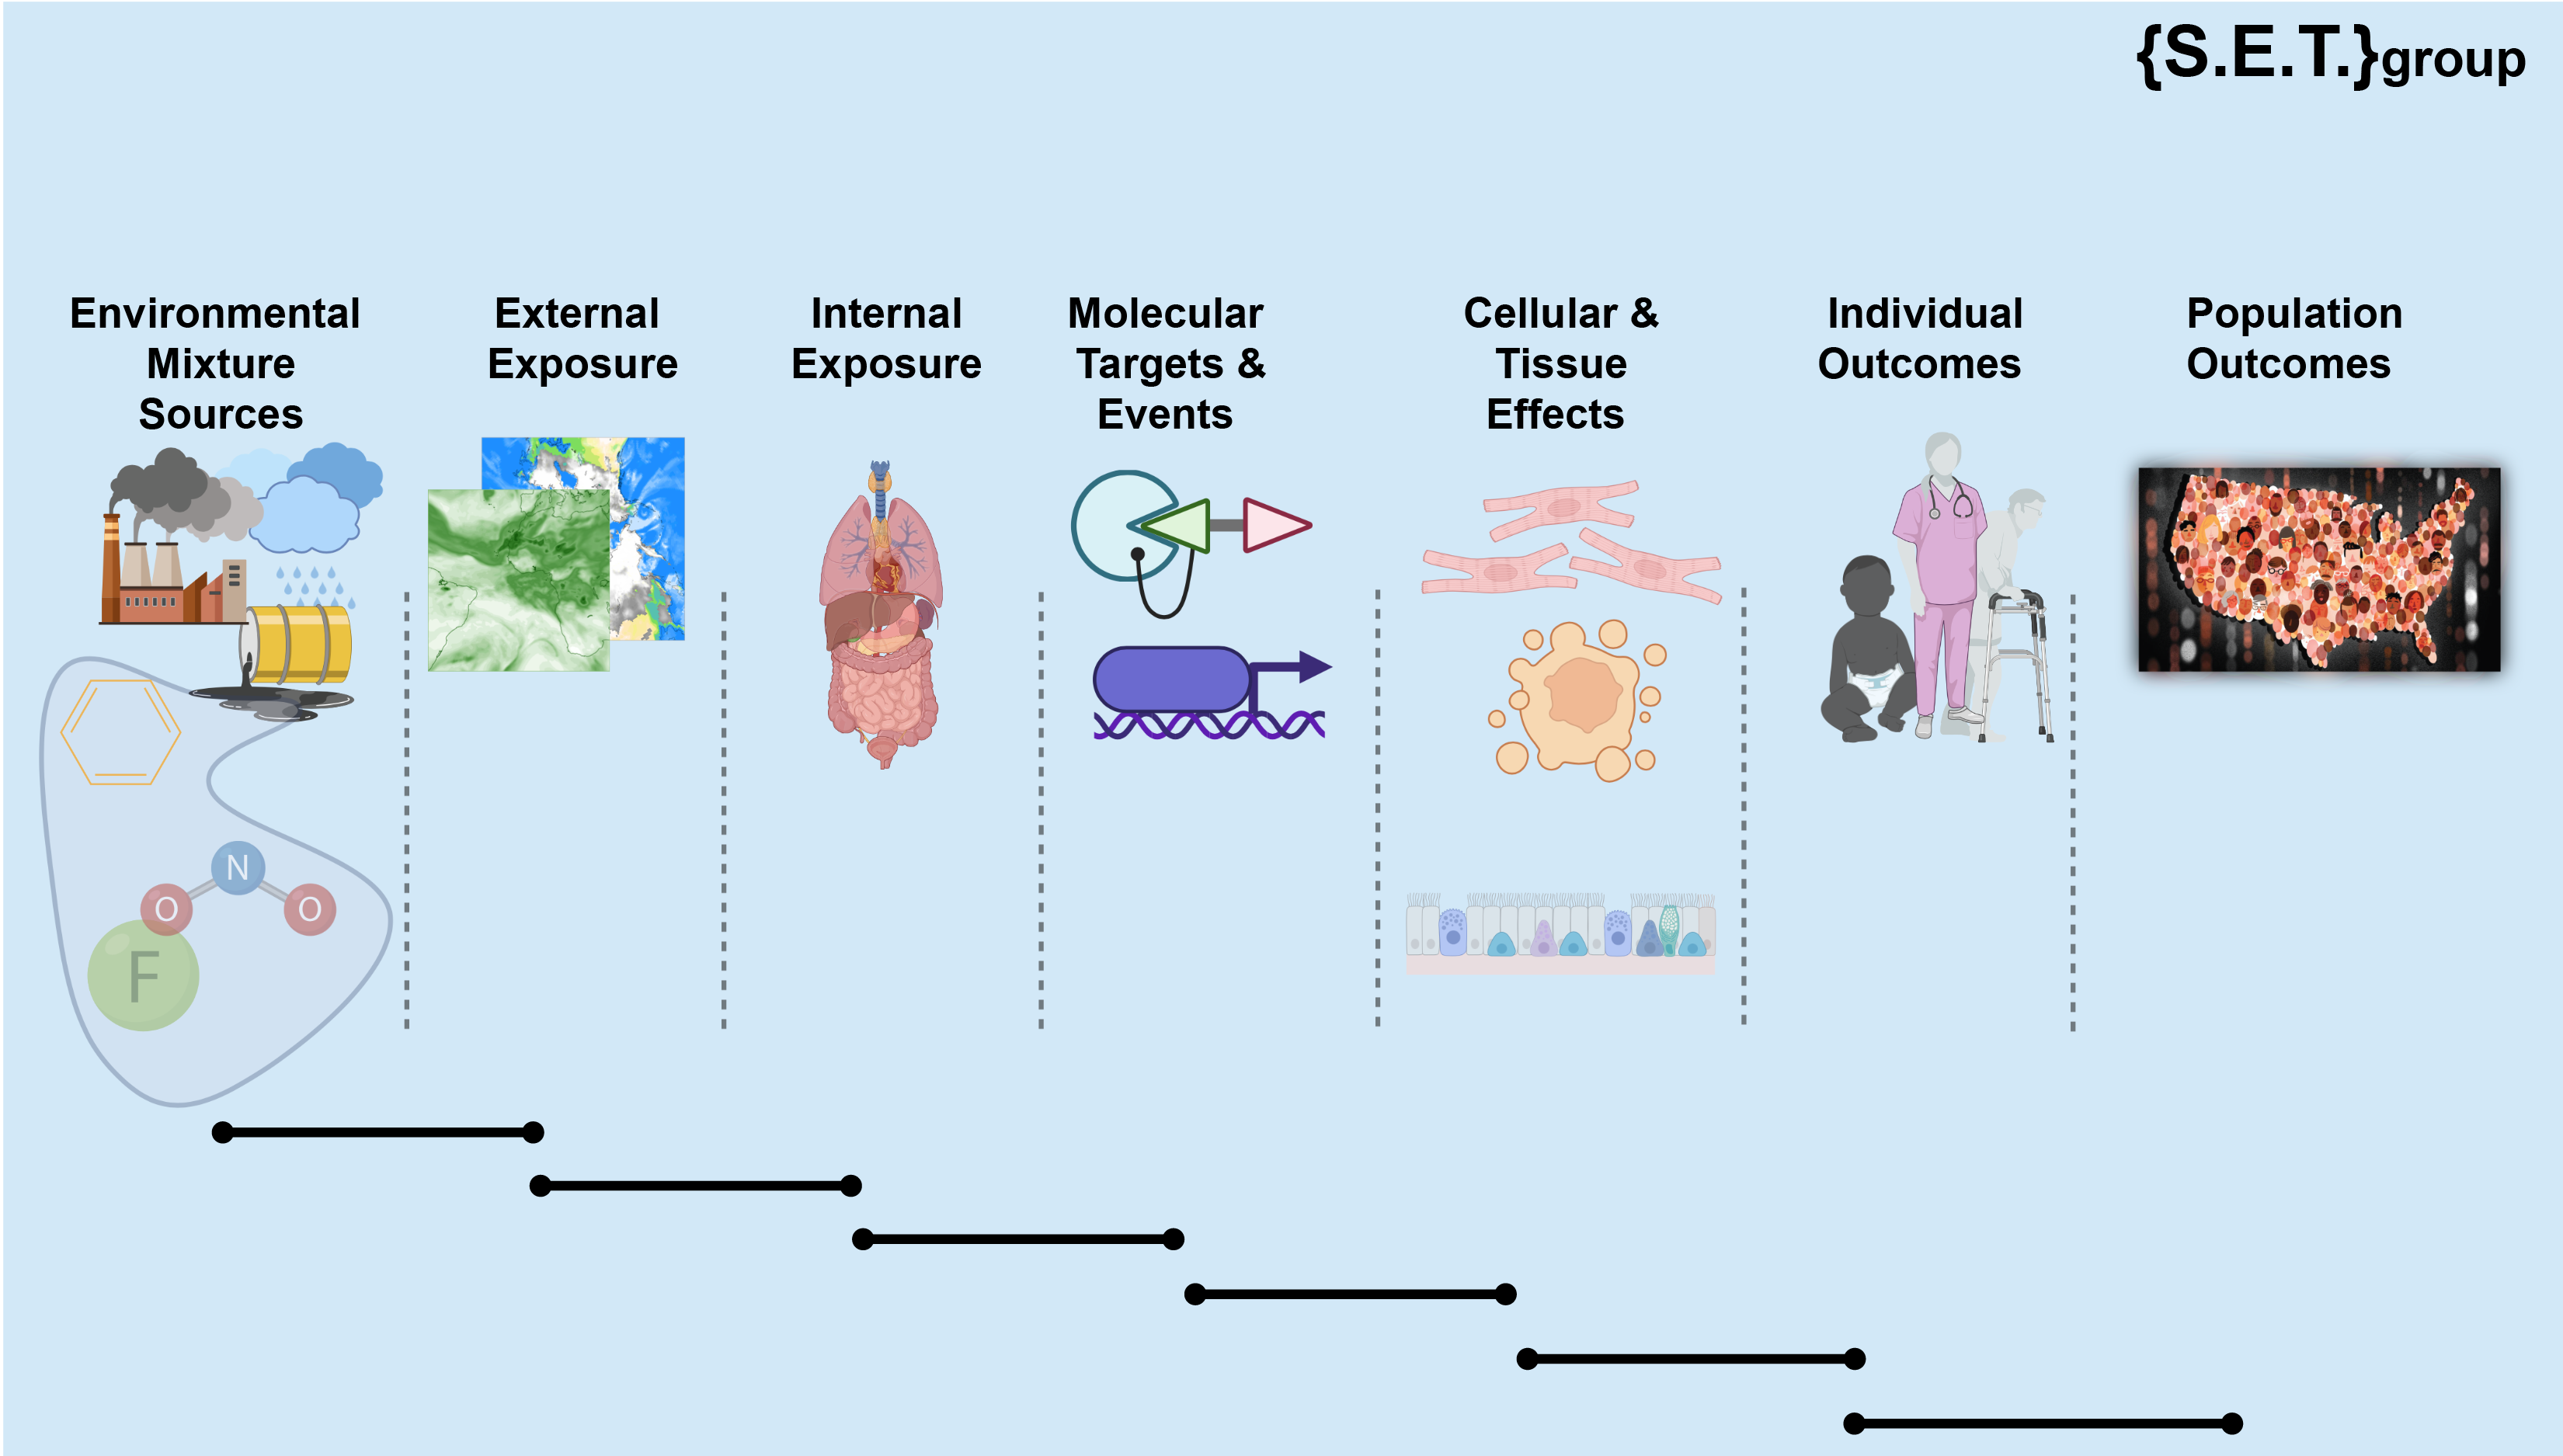 {S.E.T.}group
Environmental
Mixture
Sources
External
Exposure
Internal
Exposure
Molecular
Targets &
Events
Cellular &
Tissue
Effects
Individual
Outcomes
Population
Outcomes
N
O
O
F